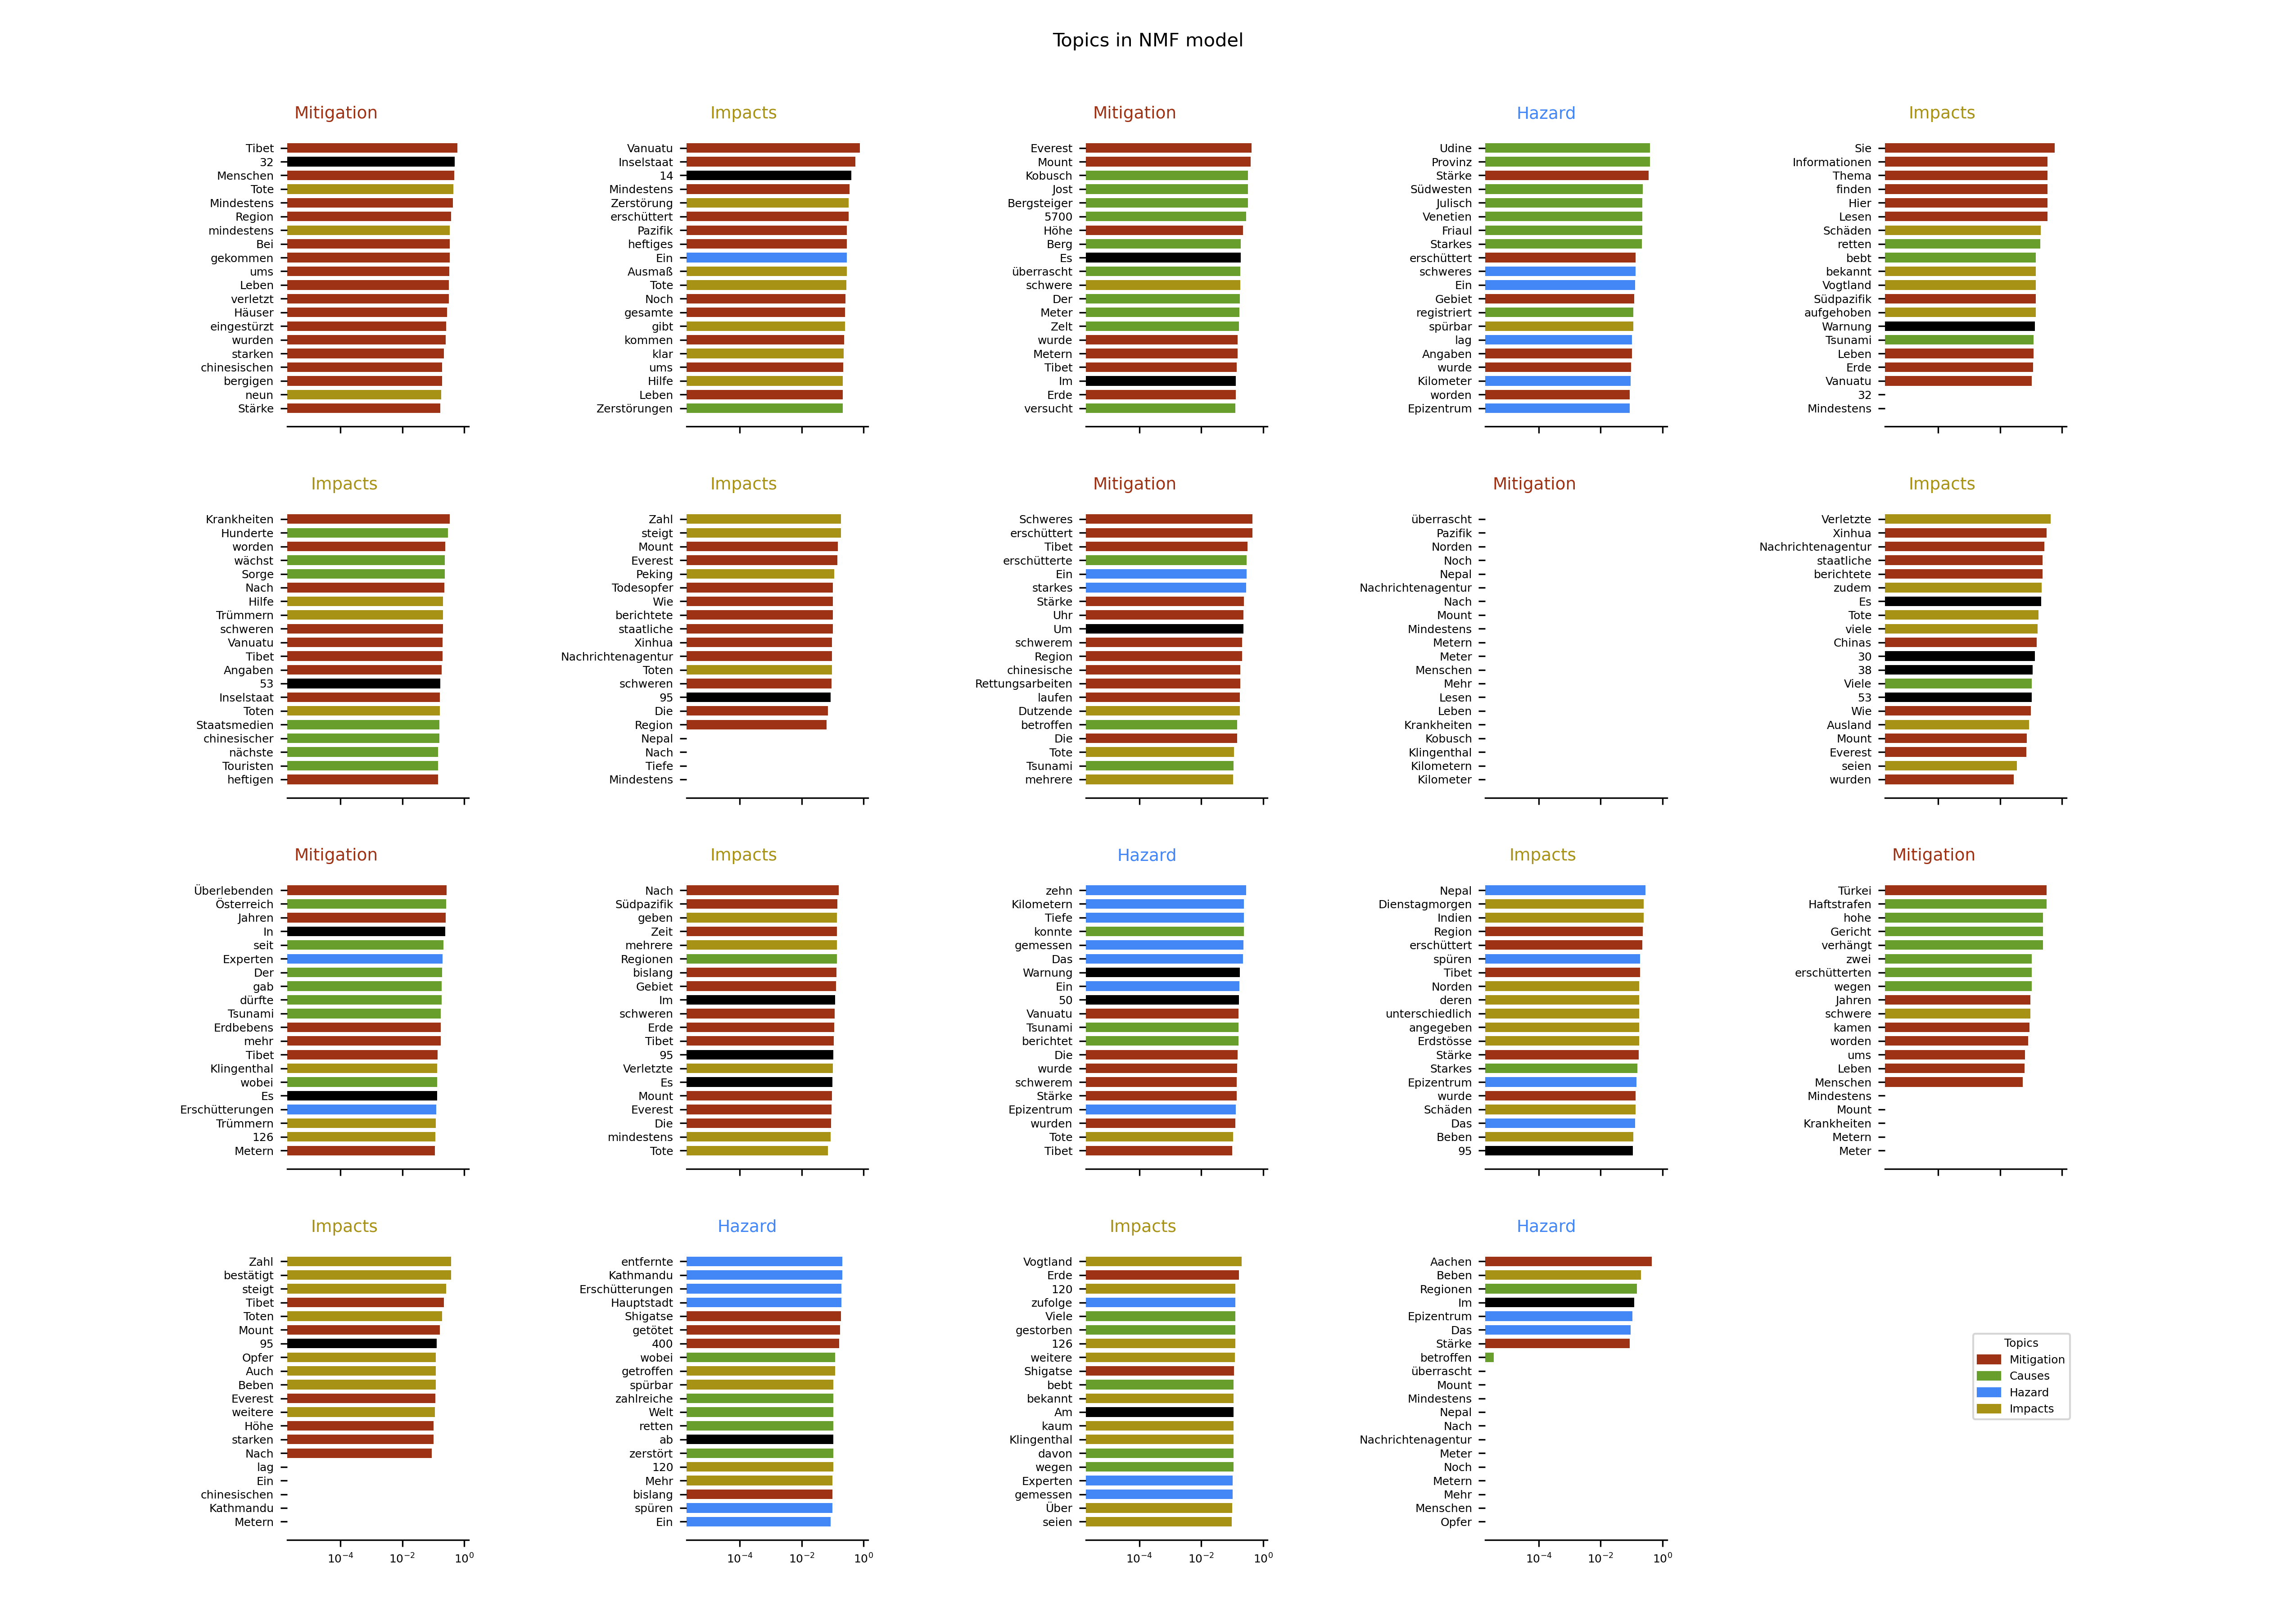 Topics in NMF model
Mitigation
Tibet
32
Menschen
Tote
Mindestens
Region
mindestens
Bei
gekommen
ums
Leben
verletzt
Häuser
eingestürzt
wurden
starken
chinesischen
bergigen
neun
Stärke
Impacts
Vanuatu
Inselstaat
14
Mindestens
Zerstörung
erschüttert
Pazifik
heftiges
Ein
Ausmaß
Tote
Noch
gesamte
gibt
kommen
klar
ums
Hilfe
Leben
Zerstörungen
Mitigation
Everest
Mount
Kobusch
Jost
Bergsteiger
5700
Höhe
Berg
Es
überrascht
schwere
Der
Meter
Zelt
wurde
Metern
Tibet
Im
Erde
versucht
Hazard
Udine
Provinz
Stärke
Südwesten
Julisch
Venetien
Friaul
Starkes
erschüttert
schweres
Ein
Gebiet
registriert
spürbar
lag
Angaben
wurde
Kilometer
worden
Epizentrum
Impacts
Sie
Informationen
Thema
finden
Hier
Lesen
Schäden
retten
bebt
bekannt
Vogtland
Südpazifik
aufgehoben
Warnung
Tsunami
Leben
Erde
Vanuatu
32
Mindestens
Impacts
Krankheiten
Hunderte
worden
wächst
Sorge
Nach
Hilfe
Trümmern
schweren
Vanuatu
Tibet
Angaben
53
Inselstaat
Toten
Staatsmedien
chinesischer
nächste
Touristen
heftigen
Impacts
Zahl
steigt
Mount
Everest
Peking
Todesopfer
Wie
berichtete
staatliche
Xinhua
Nachrichtenagentur
Toten
schweren
95
Die
Region
Nepal
Nach
Tiefe
Mindestens
Mitigation
Schweres
erschüttert
Tibet
erschütterte
Ein
starkes
Stärke
Uhr
Um
schwerem
Region
chinesische
Rettungsarbeiten
laufen
Dutzende
betroffen
Die
Tote
Tsunami
mehrere
Mitigation
überrascht
Pazifik
Norden
Noch
Nepal
Nachrichtenagentur
Nach
Mount
Mindestens
Metern
Meter
Menschen
Mehr
Lesen
Leben
Krankheiten
Kobusch
Klingenthal
Kilometern
Kilometer
Impacts
Verletzte
Xinhua
Nachrichtenagentur
staatliche
berichtete
zudem
Es
Tote
viele
Chinas
30
38
Viele
53
Wie
Ausland
Mount
Everest
seien
wurden
Mitigation
Überlebenden
Österreich
Jahren
In
seit
Experten
Der
gab
dürfte
Tsunami
Erdbebens
mehr
Tibet
Klingenthal
wobei
Es
Erschütterungen
Trümmern
126
Metern
Impacts
Nach
Südpazifik
geben
Zeit
mehrere
Regionen
bislang
Gebiet
Im
schweren
Erde
Tibet
95
Verletzte
Es
Mount
Everest
Die
mindestens
Tote
Hazard
zehn
Kilometern
Tiefe
konnte
gemessen
Das
Warnung
Ein
50
Vanuatu
Tsunami
berichtet
Die
wurde
schwerem
Stärke
Epizentrum
wurden
Tote
Tibet
Impacts
Nepal
Dienstagmorgen
Indien
Region
erschüttert
spüren
Tibet
Norden
deren
unterschiedlich
angegeben
Erdstösse
Stärke
Starkes
Epizentrum
wurde
Schäden
Das
Beben
95
Mitigation
Türkei
Haftstrafen
hohe
Gericht
verhängt
zwei
erschütterten
wegen
Jahren
schwere
kamen
worden
ums
Leben
Menschen
Mindestens
Mount
Krankheiten
Metern
Meter
Impacts
Zahl
bestätigt
steigt
Tibet
Toten
Mount
95
Opfer
Auch
Beben
Everest
weitere
Höhe
starken
Nach
lag
Ein
chinesischen
Kathmandu
Metern
10⁻⁴ 10⁻² 10⁰
Hazard
entfernte
Kathmandu
Erschütterungen
Hauptstadt
Shigatse
getötet
400
wobei
getroffen
spürbar
zahlreiche
Welt
retten
ab
zerstört
120
Mehr
bislang
spüren
Ein
10⁻⁴ 10⁻² 10⁰
Impacts
Vogtland
Erde
120
zufolge
Viele
gestorben
126
weitere
Shigatse
bebt
bekannt
Am
kaum
Klingenthal
davon
wegen
Experten
gemessen
Über
seien
10⁻⁴ 10⁻² 10⁰
Hazard
Aachen
Beben
Regionen
Im
Epizentrum
Das
Stärke
betroffen
überrascht
Mount
Mindestens
Nepal
Nach
Nachrichtenagentur
Meter
Noch
Metern
Mehr
Menschen
Opfer
10⁻⁴ 10⁻² 10⁰
Topics
Mitigation
Causes
Hazard
Impacts